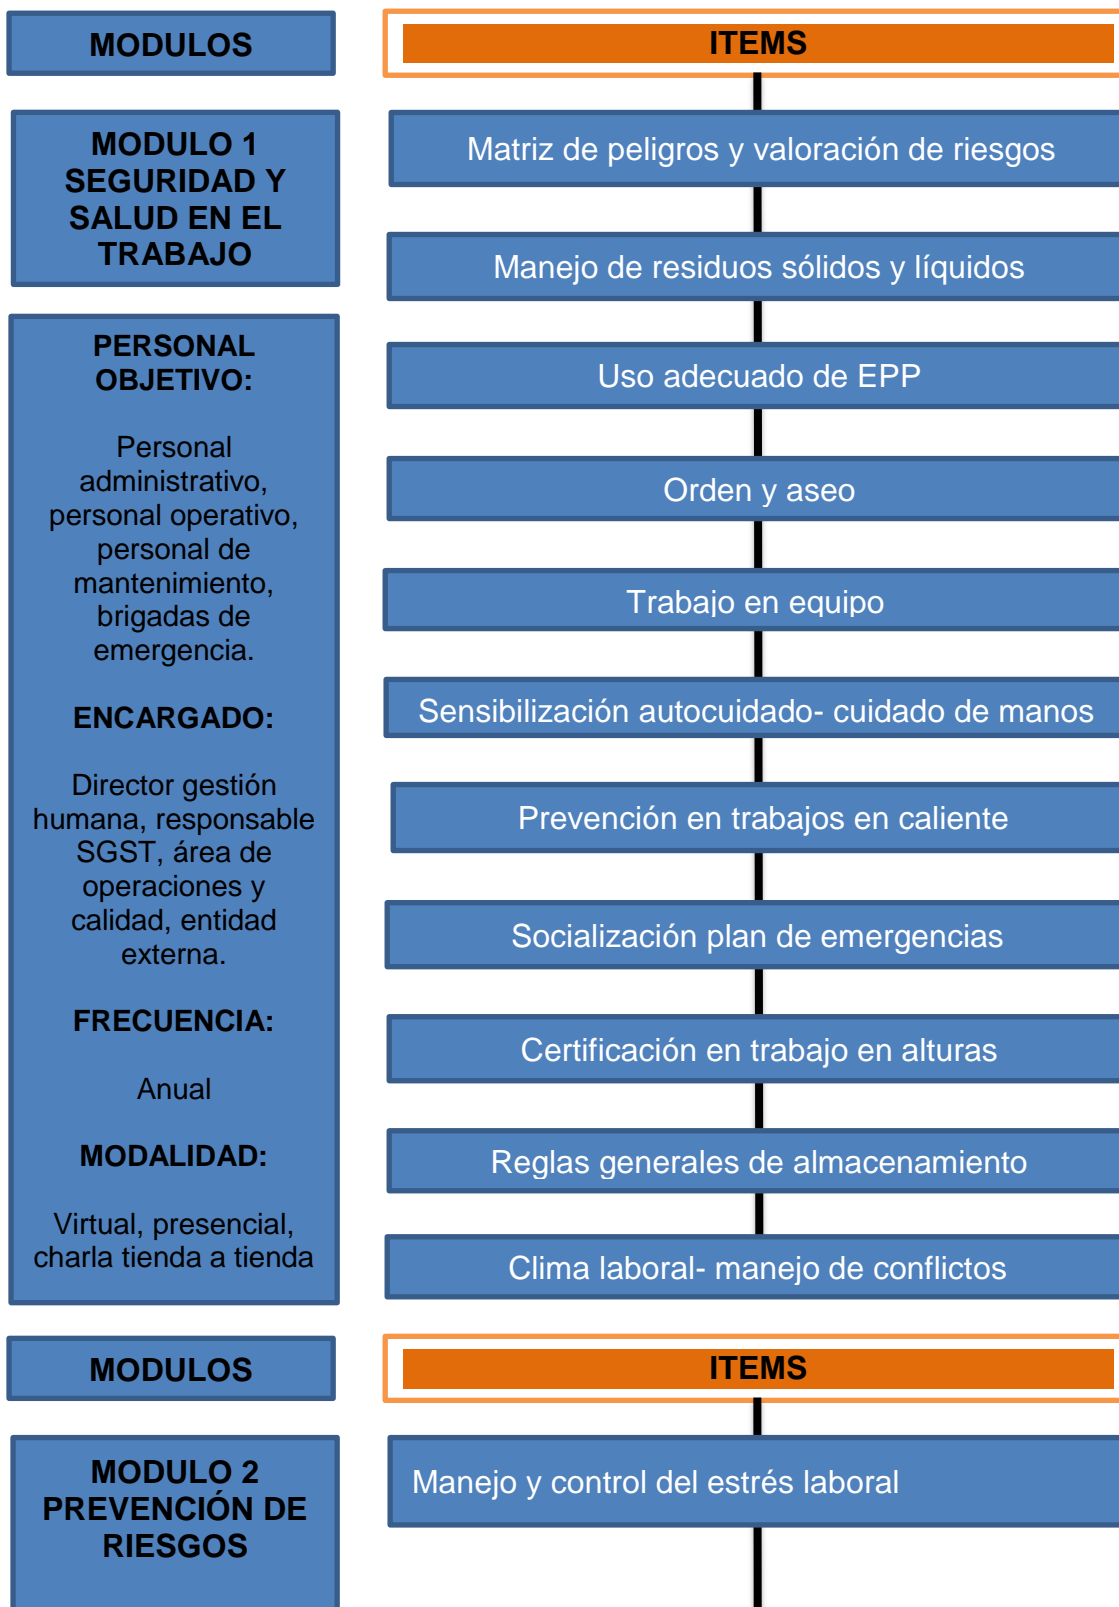 MODULOS
ITEMS
MODULO 1
SEGURIDAD Y
SALUD EN EL
TRABAJO
PERSONAL
OBJETIVO:
Personal
administrativo,
personal operativo,
personal de
mantenimiento,
brigadas de
emergencia.
ENCARGADO:
Director gestión
humana, responsable
SGST, área de
operaciones y
calidad, entidad
externa.
FRECUENCIA:
Anual
MODALIDAD:
Virtual, presencial,
charla tienda a tienda
Matriz de peligros y valoración de riesgos
Manejo de residuos sólidos y líquidos
Uso adecuado de EPP
Orden y aseo
Trabajo en equipo
Sensibilización autocuidado- cuidado de manos
Prevención en trabajos en caliente
Socialización plan de emergencias
Certificación en trabajo en alturas
Reglas generales de almacenamiento
Clima laboral- manejo de conflictos
MODULOS
ITEMS
MODULO 2
PREVENCIÓN DE
RIESGOS
Manejo y control del estrés laboral